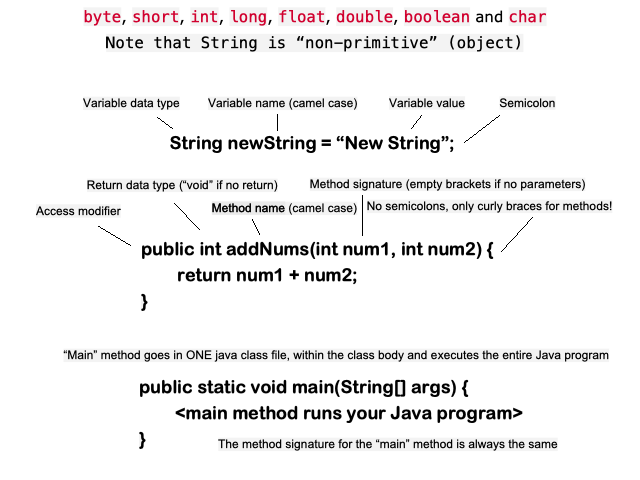 byte, short, int, long, float, double, boolean and char
Note that String is “non-primitive” (object)
Variable data type Variable name (camel case) Variable value Semicolon
String newString = “New String”;
Return data type (“void” if no return) Method signature (empty brackets if no parameters)
Access modifier Method name (camel case) No semicolons, only curly braces for methods!
public int addNums(int num1, int num2) {
return num1 + num2;
}
“Main” method goes in ONE java class file, within the class body and executes the entire Java program
public static void main(String[] args) {
<main method runs your Java program>
}
The method signature for the “main” method is always the same